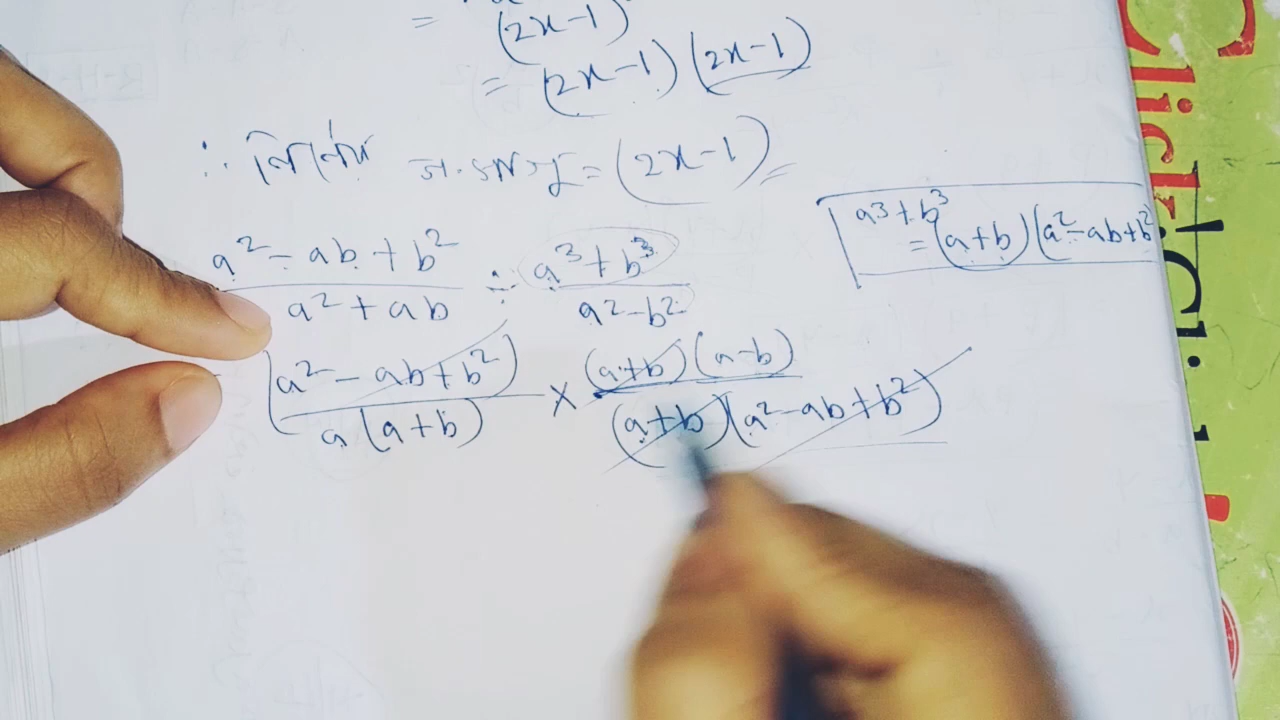 = (2x-1)
= (2x-1) (2x-1)
∴ নির্ণেয় ল.সা.গু = (2x-1)
a³+b³
= (a+b)(a²-ab+b²)
a²-ab+b² / a²+ab ÷ a³+b³ / a²-b²
(a²-ab+b²) / a(a+b) × (a+b)(a-b) / (a+b)(a²-ab+b²)
Click